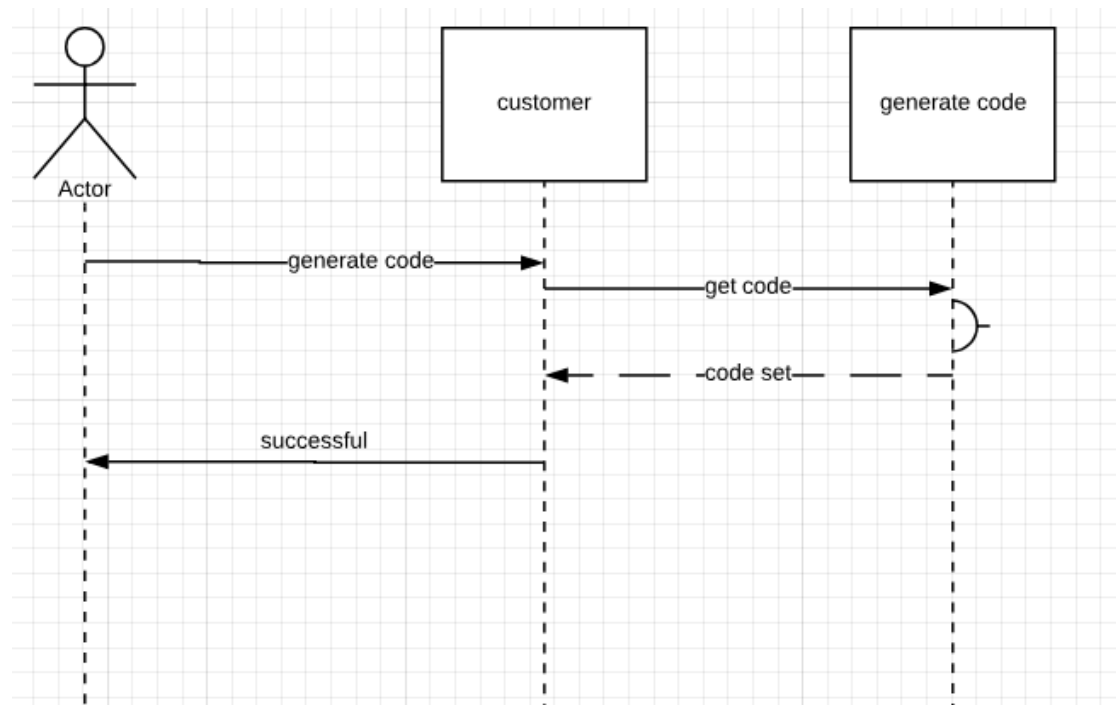 customer
generate code
Actor
generate code
get code
code set
successful